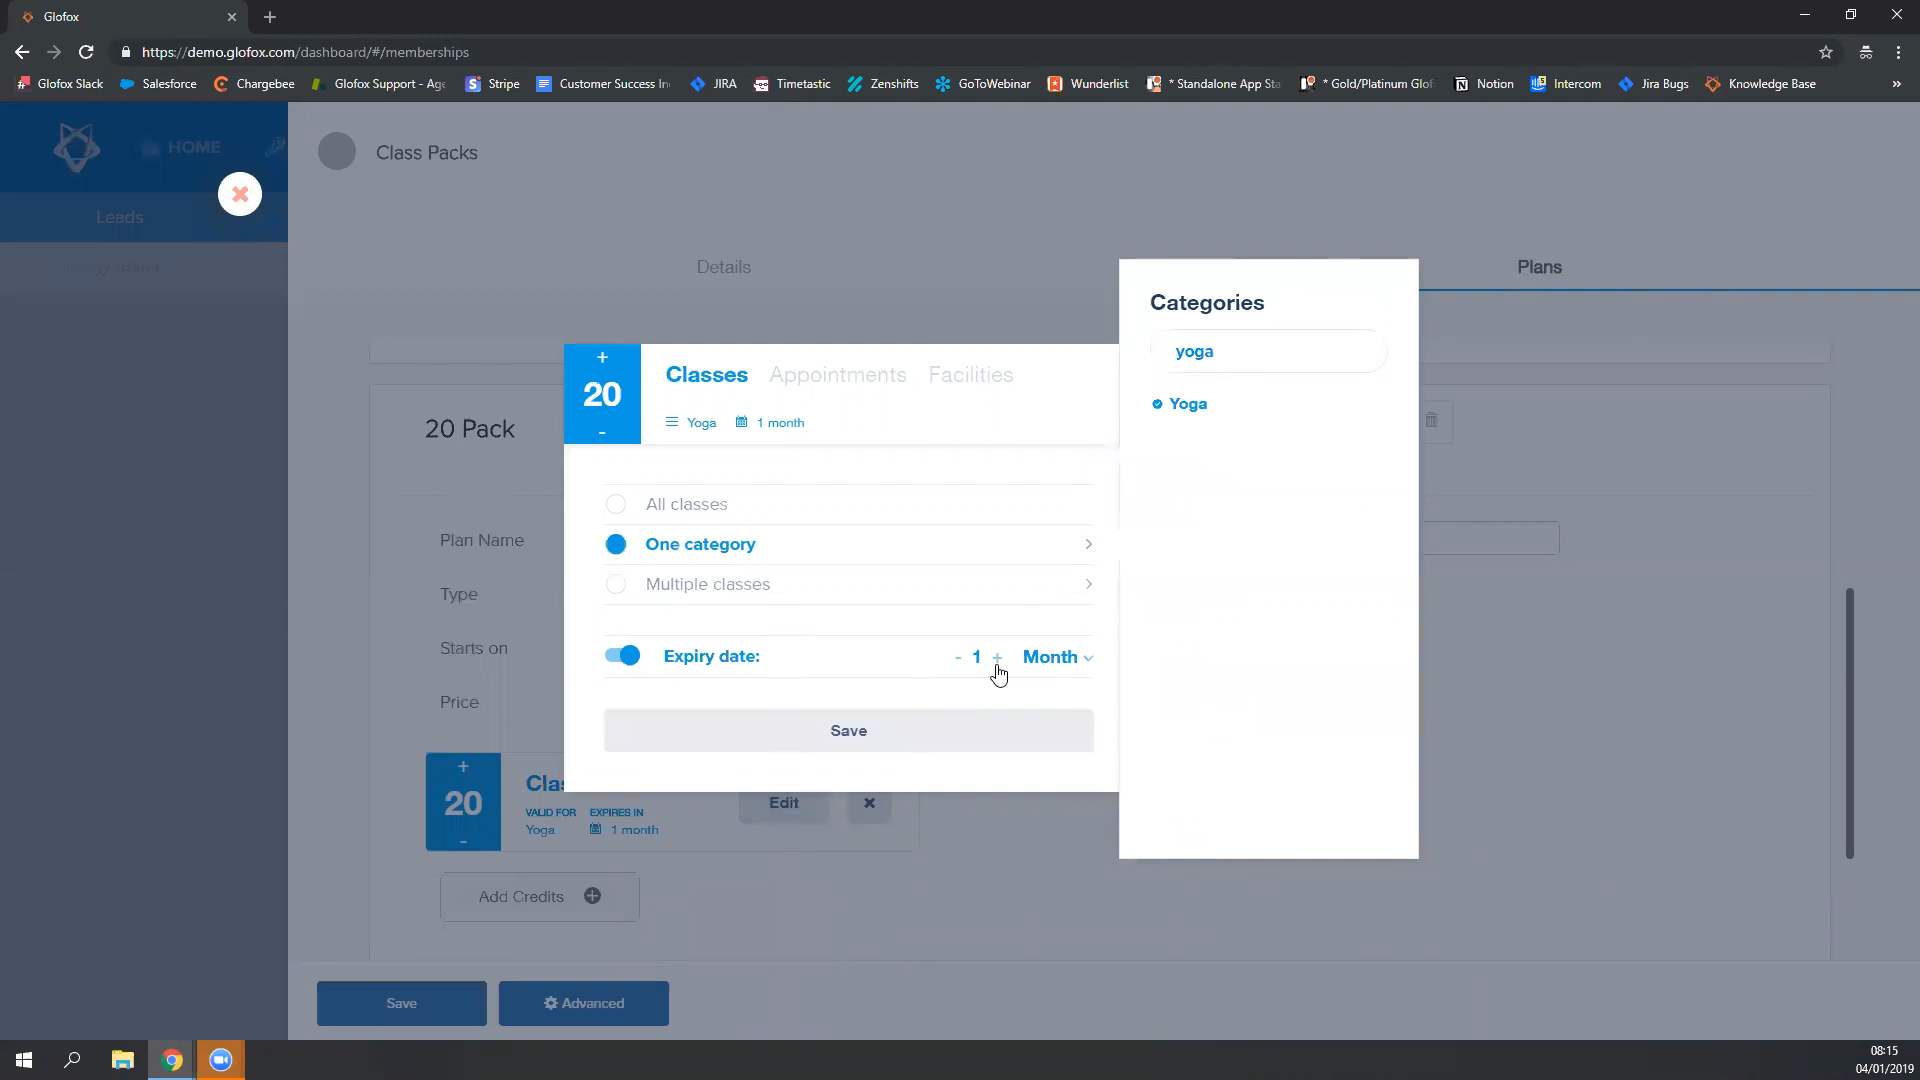 Glofox
https://demo.glofox.com/dashboard/#/memberships
Glofox Slack
Salesforce
Chargebee
Glofox Support - Age
Stripe
Customer Success In
JIRA
Timetastic
Zenshifts
GoToWebinar
Wunderlist
* Standalone App Sta
* Gold/Platinum Glof
Notion
Intercom
Jira Bugs
Knowledge Base
»
HOME
Class Packs
Leads
Details
Plans
Categories
yoga
Yoga
+
20
-
Classes Appointments Facilities
Yoga 1 month
20 Pack
All classes
One category
Multiple classes
Plan Name
Type
Starts on
Price
Expiry date: - 1 + Month
Save
+
20
-
Clas
VALID FOR EXPIRES IN
Yoga 1 month
Edit
Add Credits
Save
Advanced
08:15
04/01/2019